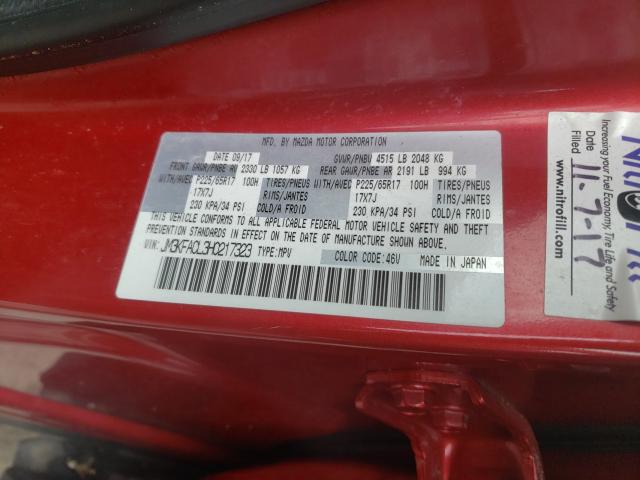 MFD. BY MAZDA MOTOR CORPORATION
DATE 09/17 GVWR/PNBV 4515 LB 2048 KG
FRONT GAWR/PNBE AV 2330 LB 1057 KG REAR GAWR/PNBE AR 2191 LB 994 KG
WITH/AVEC P225/65R17 100H TIRES/PNEUS WITH/AVEC P225/65R17 100H TIRES/PNEUS
17X7J RIMS/JANTES 17X7J RIMS/JANTES
230 KPA/34 PSI COLD/A FROID 230 KPA/34 PSI COLD/A FROID
THIS VEHICLE CONFORMS TO ALL APPLICABLE FEDERAL MOTOR VEHICLE SAFETY AND THEFT
PREVENTION STANDARDS IN EFFECT ON THE DATE OF MANUFACTURE SHOWN ABOVE.
VIN: JM3KFACL3H0217323 TYPE:MPV
COLOR CODE:46V MADE IN JAPAN
Increasing your Fuel Economy, Tire Life and Safety
Date 11-7-17
www.nitrofill.com